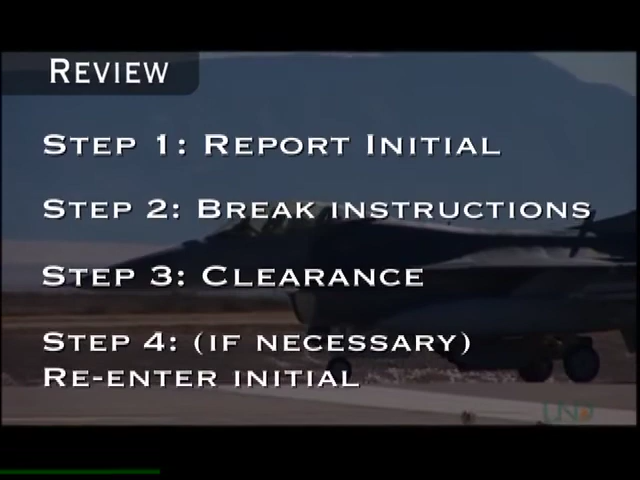 REVIEW
STEP 1: REPORT INITIAL
STEP 2: BREAK INSTRUCTIONS
STEP 3: CLEARANCE
STEP 4: (IF NECESSARY)
RE-ENTER INITIAL
UND